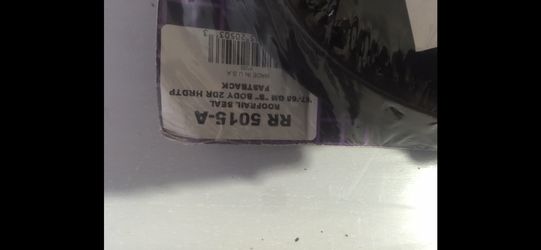 RR 5015-A
ROOFRAIL SEAL
'67-'68 GM "B" BODY 2DR HRDTP
FASTBACK
MADE IN U.S.A.